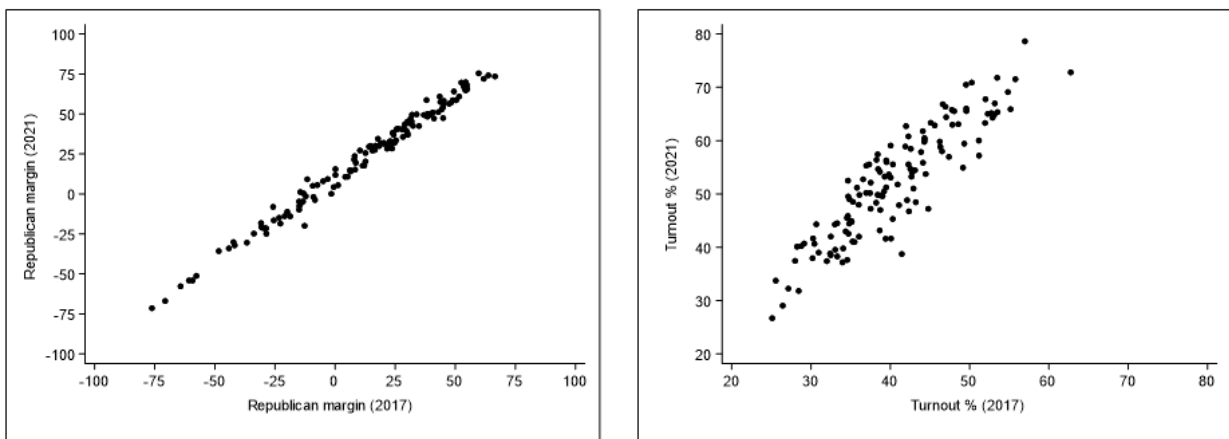 100
75
50
25
0
-25
-50
-75
-100
Republican margin (2021)
-100 -75 -50 -25 0 25 50 75 100
Republican margin (2017)
80
70
60
50
40
30
20
Turnout % (2021)
20 30 40 50 60 70 80
Turnout % (2017)